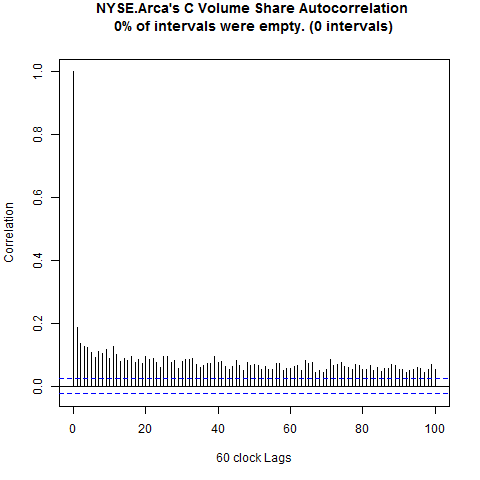 NYSE.Arca's C Volume Share Autocorrelation
0% of intervals were empty. (0 intervals)
1.0
0.8
0.6
0.4
0.2
0.0
Correlation
0 20 40 60 80 100
60 clock Lags